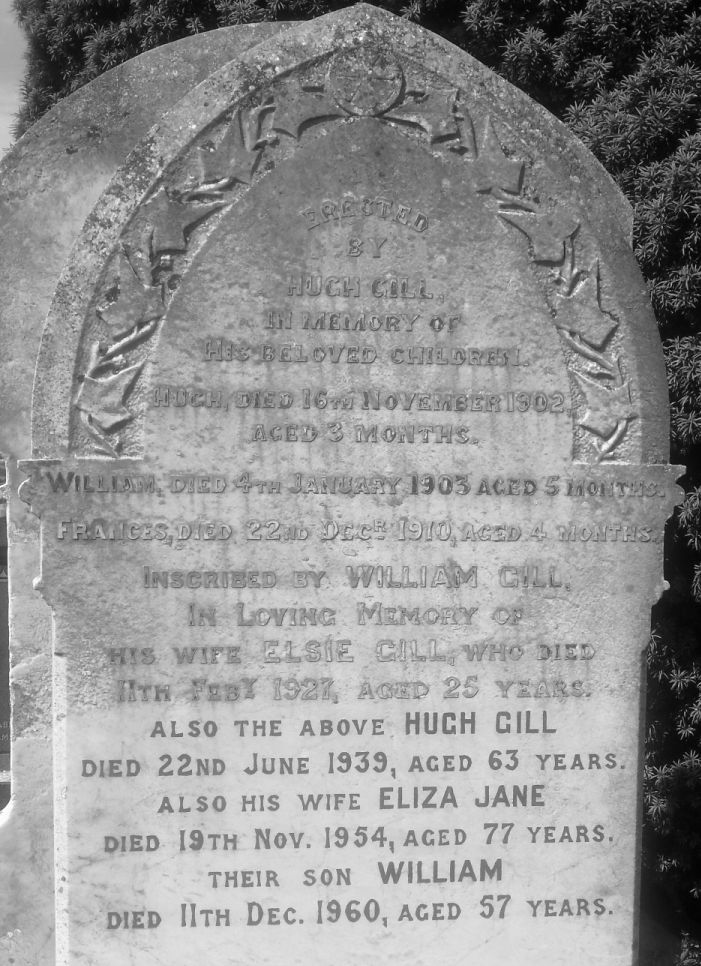 ERECTED
BY
HUGH GILL,
IN MEMORY OF
HIS BELOVED CHILDREN.
HUGH, DIED 16TH NOVEMBER 1902,
AGED 3 MONTHS.
WILLIAM, DIED 4TH JANUARY 1903 AGED 5 MONTHS.
FRANCES, DIED 22ND DECR 1910, AGED 4 MONTHS.
INSCRIBED BY WILLIAM GILL,
IN LOVING MEMORY OF
HIS WIFE ELSIE GILL, WHO DIED
11TH FEBY 1927, AGED 25 YEARS.
ALSO THE ABOVE HUGH GILL
DIED 22ND JUNE 1939, AGED 63 YEARS.
ALSO HIS WIFE ELIZA JANE
DIED 19TH NOV. 1954, AGED 77 YEARS.
THEIR SON WILLIAM
DIED 11TH DEC. 1960, AGED 57 YEARS.